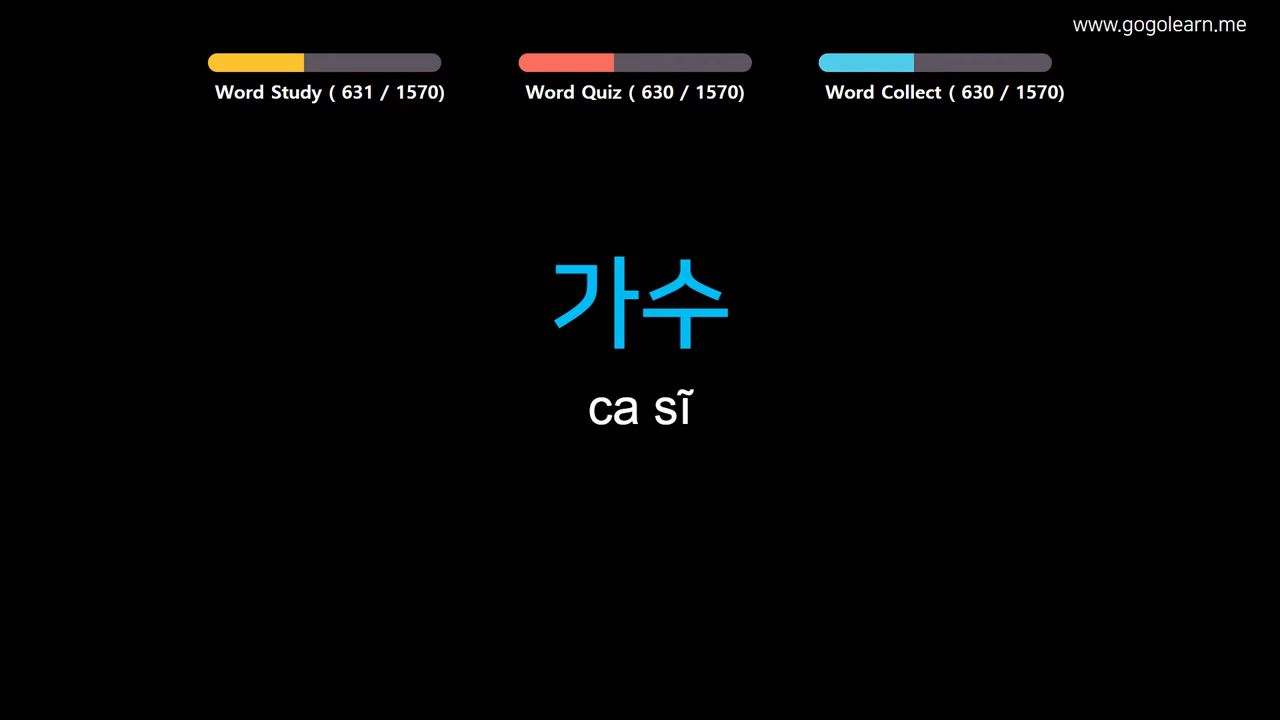 www.gogolearn.me
Word Study ( 631 / 1570)
Word Quiz ( 630 / 1570)
Word Collect ( 630 / 1570)
가수
ca sĩ